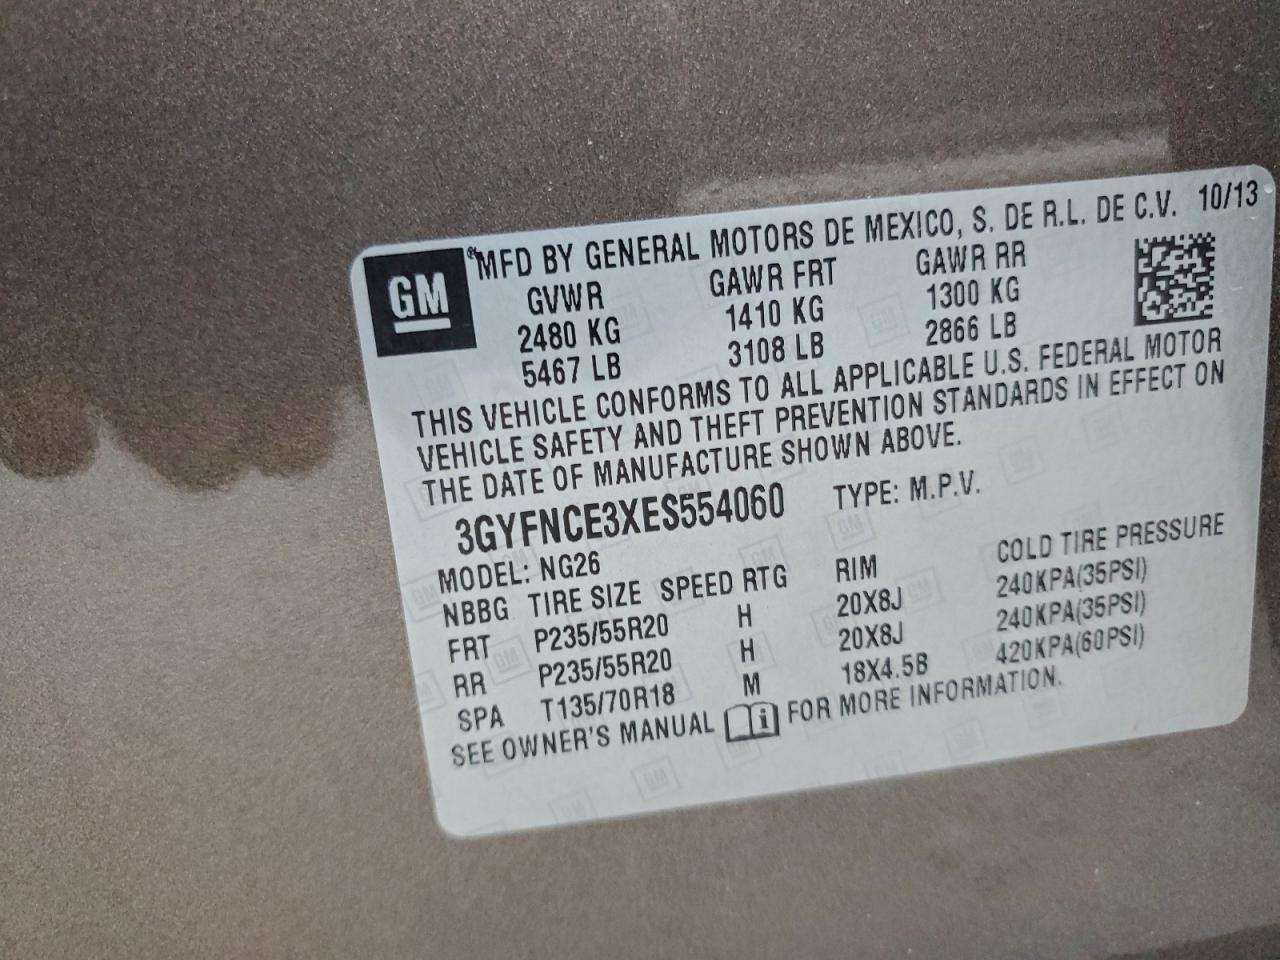 GM
MFD BY GENERAL MOTORS DE MEXICO, S. DE R.L. DE C.V. 10/13
GVWR GAWR FRT GAWR RR
2480 KG 1410 KG 1300 KG
5467 LB 3108 LB 2866 LB
THIS VEHICLE CONFORMS TO ALL APPLICABLE U.S. FEDERAL MOTOR
VEHICLE SAFETY AND THEFT PREVENTION STANDARDS IN EFFECT ON
THE DATE OF MANUFACTURE SHOWN ABOVE.
3GYFNCE3XES554060 TYPE: M.P.V.
MODEL: NG26
NBBG TIRE SIZE SPEED RTG RIM COLD TIRE PRESSURE
FRT P235/55R20 H 20X8J 240KPA(35PSI)
RR P235/55R20 H 20X8J 240KPA(35PSI)
SPA T135/70R18 M 18X4.5B 420KPA(60PSI)
SEE OWNER'S MANUAL i FOR MORE INFORMATION.